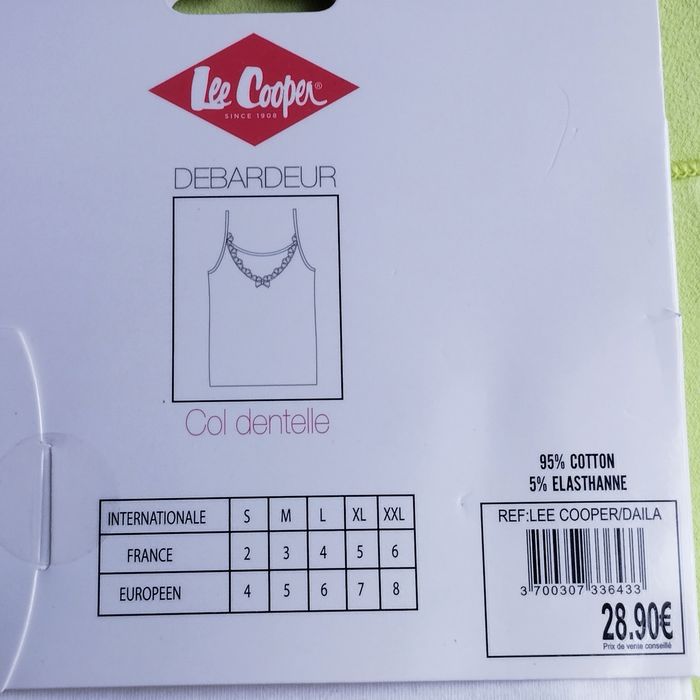 Lee Cooper®
SINCE 1908
DEBARDEUR
Col dentelle
95% COTTON
5% ELASTHANNE
INTERNATIONALE S M L XL XXL
FRANCE 2 3 4 5 6
EUROPEEN 4 5 6 7 8
REF:LEE COOPER/DAILA
3 700307 336433
28.90€
Prix de vente conseillé